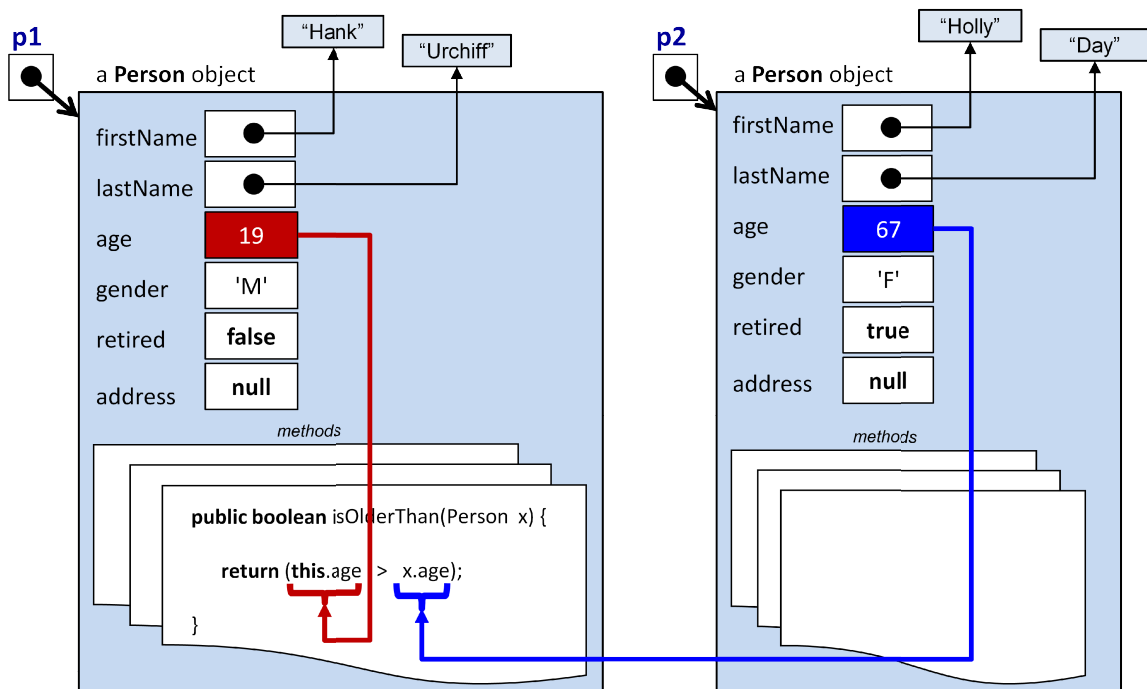 p1
"Hank"
"Urchiff"
a Person object
firstName
lastName
age
19
gender
'M'
retired
false
address
null
methods
public boolean isOlderThan(Person x) {
return (this.age > x.age);
}
p2
"Holly"
"Day"
a Person object
firstName
lastName
age
67
gender
'F'
retired
true
address
null
methods